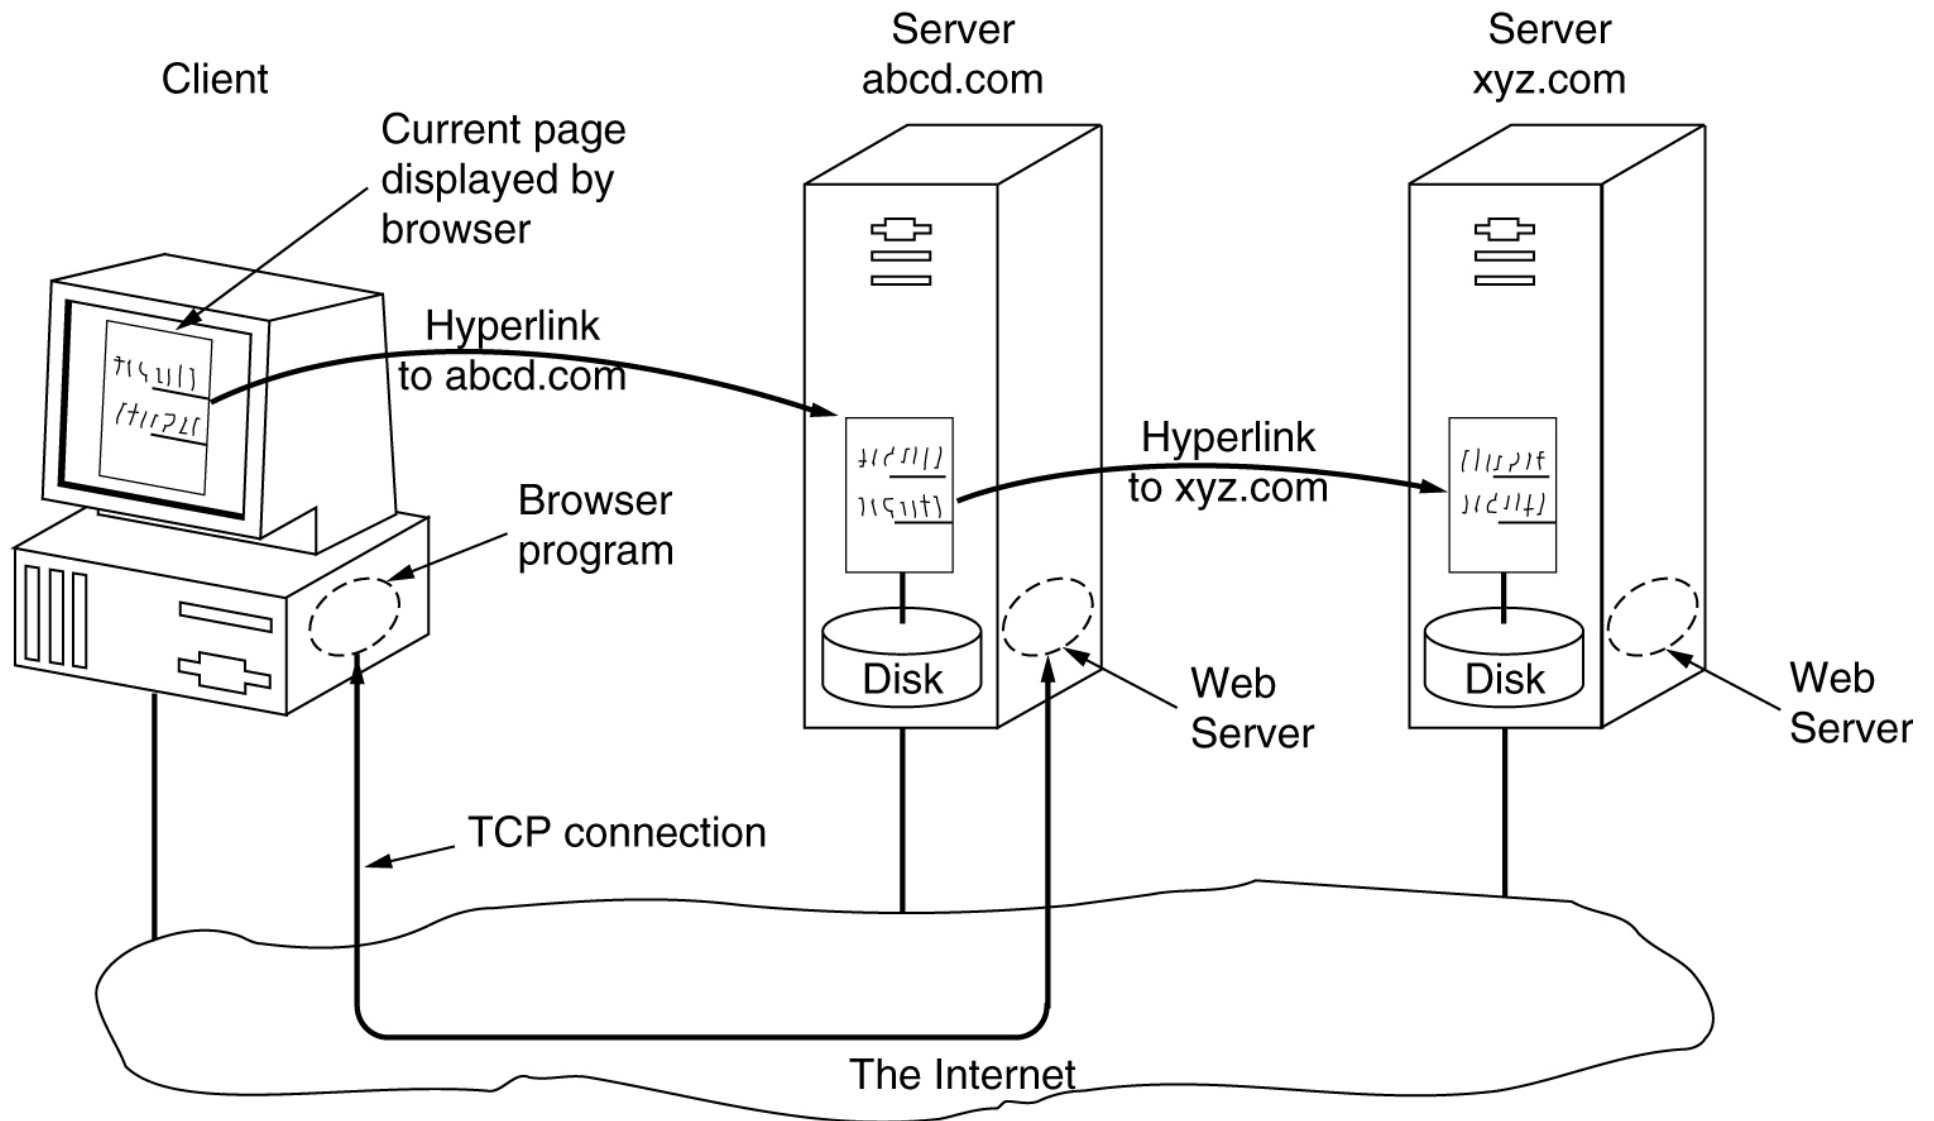 Client
Server
abcd.com
Server
xyz.com
Current page
displayed by
browser
Hyperlink
to abcd.com
Hyperlink
to xyz.com
Browser
program
Disk
Disk
Web
Server
Web
Server
TCP connection
The Internet